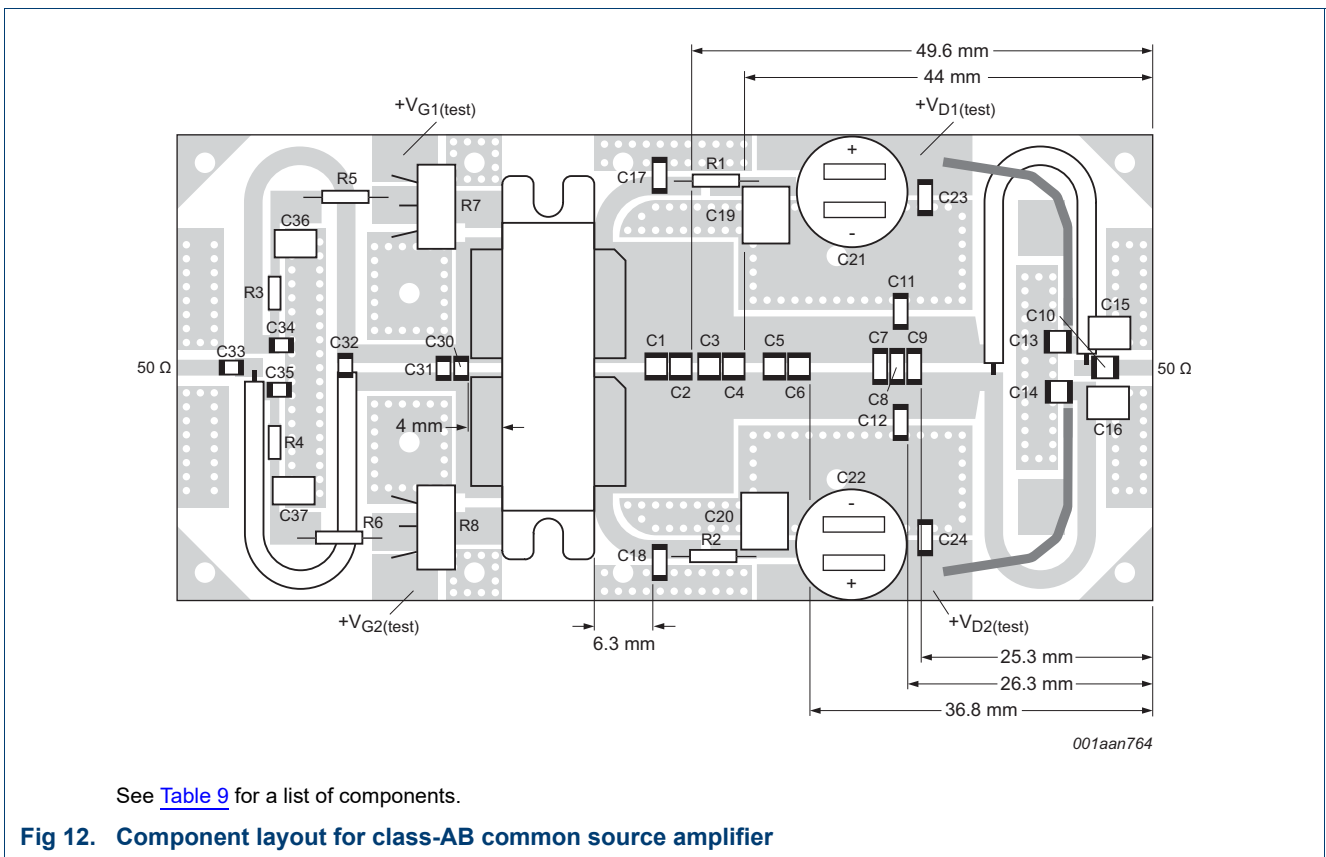 49.6 mm
44 mm
+VG1(test)
+VD1(test)
C17
R1
+
R5
R7
C19
C23
C36
-
C21
R3
C11
C10
C15
C34
C33
C32
C30
C1
C3
C5
C7
C9
C13
50 Ω
C31
50 Ω
C35
C2
C4
C6
C8
C14
4 mm
C12
C16
R4
C22
C37
R6
R8
C20
-
C18
R2
C24
+
+VG2(test)
+VD2(test)
6.3 mm
25.3 mm
26.3 mm
36.8 mm
001aan764
See Table 9 for a list of components.
Fig 12. Component layout for class-AB common source amplifier